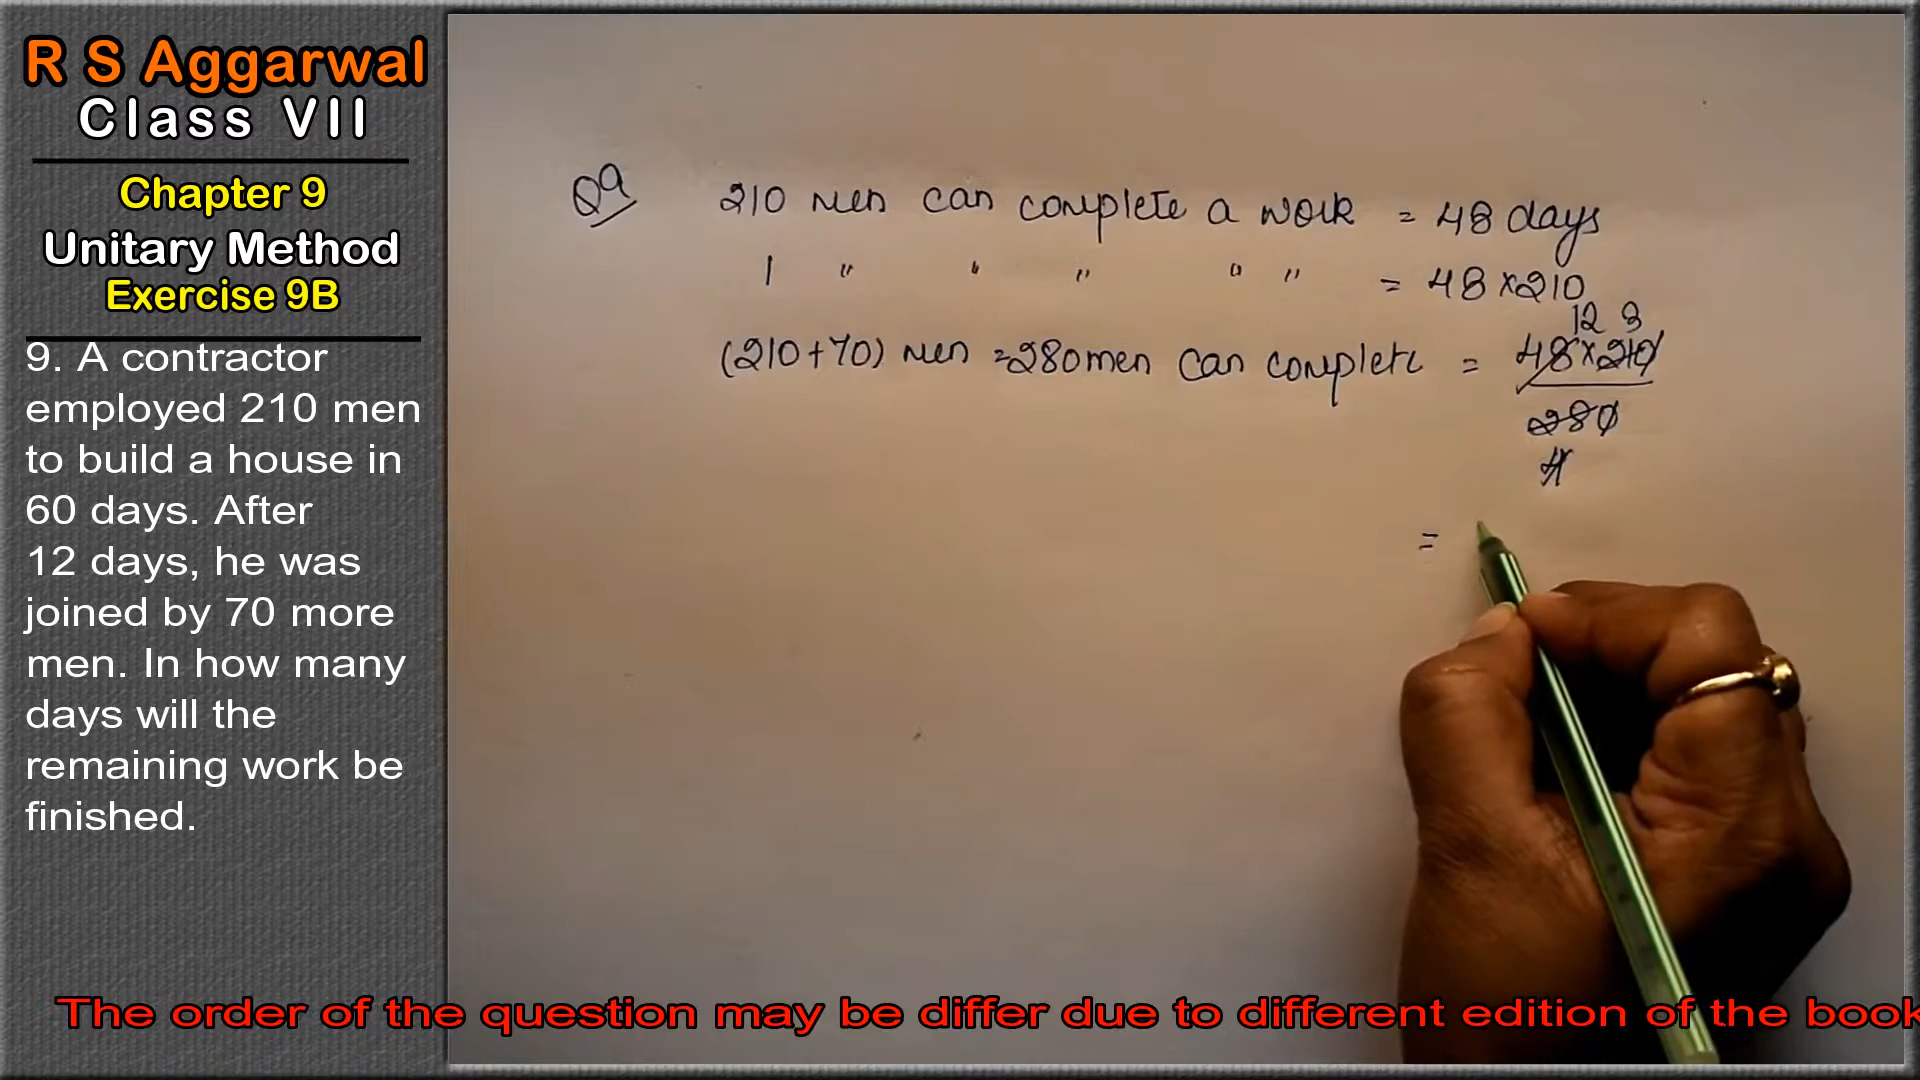 R S Aggarwal
Class VII
Chapter 9
Unitary Method
Exercise 9B
9. A contractor
employed 210 men
to build a house in
60 days. After
12 days, he was
joined by 70 more
men. In how many
days will the
remaining work be
finished.
Q9 210 Men can complete a work = 48 days
1 " " " " " = 48 x 210
12 3
(210+70) Men = 280 men can complete = 48 x 210
280
4
=
The order of the question may be differ due to different edition of the book